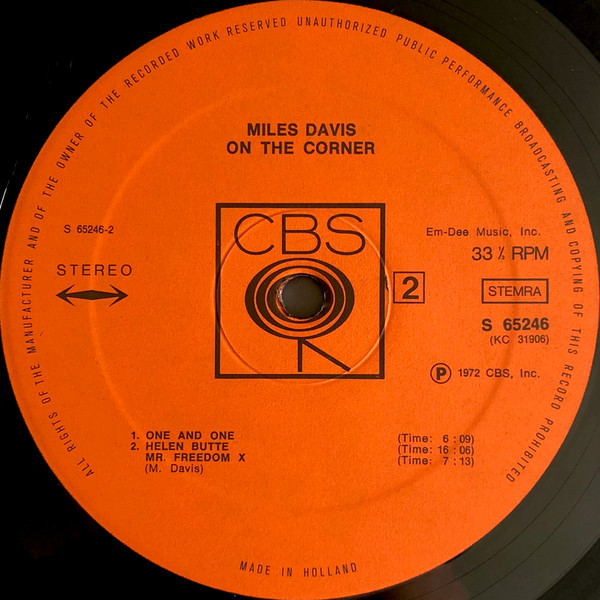 ALL RIGHTS OF THE MANUFACTURER AND OF THE OWNER OF THE RECORDED WORK RESERVED UNAUTHORIZED PUBLIC PERFORMANCE BROADCASTING AND COPYING OF THIS RECORD PROHIBITED
MILES DAVIS
ON THE CORNER
S 65246-2
STEREO
CBS
2
Em-Dee Music, Inc.
33 ⅓ RPM
STEMRA
S 65246
(KC 31906)
Ⓟ 1972 CBS, Inc.
1. ONE AND ONE (Time: 6 : 09)
2. HELEN BUTTE (Time: 16 : 06)
MR. FREEDOM X (Time: 7 : 13)
(M. Davis)
MADE IN HOLLAND